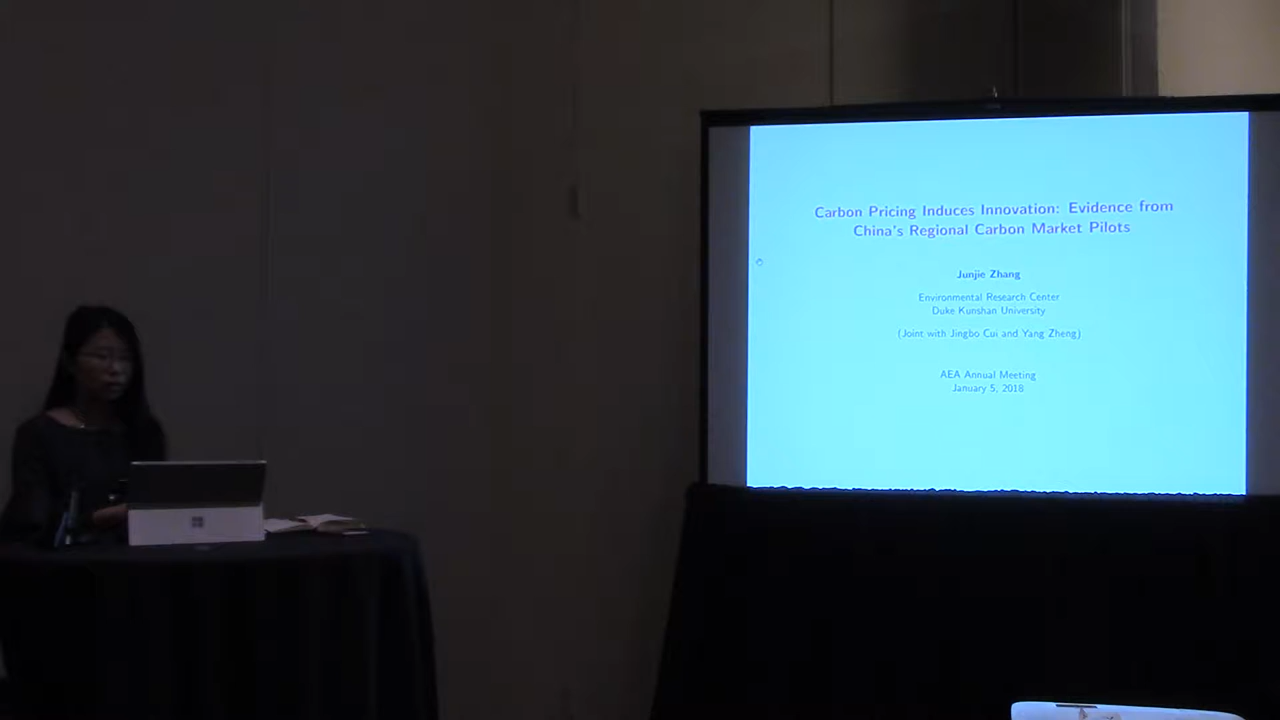 Carbon Pricing Induces Innovation: Evidence from
China's Regional Carbon Market Pilots
Junjie Zhang
Environmental Research Center
Duke Kunshan University
(Joint with Jingbo Cui and Yang Zheng)
AEA Annual Meeting
January 5, 2018